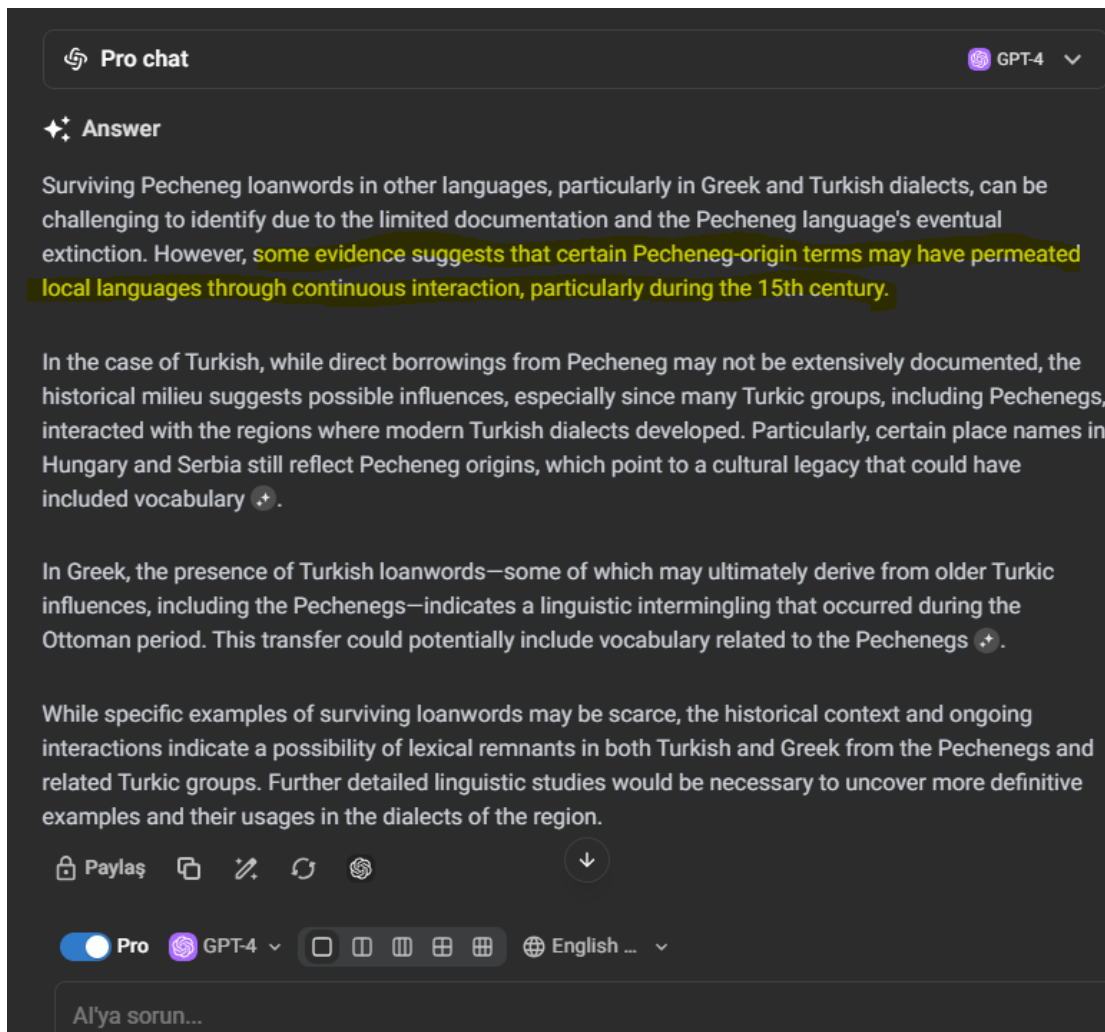 Pro chat
GPT-4
Answer
Surviving Pecheneg loanwords in other languages, particularly in Greek and Turkish dialects, can be
challenging to identify due to the limited documentation and the Pecheneg language's eventual
extinction. However, some evidence suggests that certain Pecheneg-origin terms may have permeated
local languages through continuous interaction, particularly during the 15th century.
In the case of Turkish, while direct borrowings from Pecheneg may not be extensively documented, the
historical milieu suggests possible influences, especially since many Turkic groups, including Pechenegs,
interacted with the regions where modern Turkish dialects developed. Particularly, certain place names in
Hungary and Serbia still reflect Pecheneg origins, which point to a cultural legacy that could have
included vocabulary .
In Greek, the presence of Turkish loanwords—some of which may ultimately derive from older Turkic
influences, including the Pechenegs—indicates a linguistic intermingling that occurred during the
Ottoman period. This transfer could potentially include vocabulary related to the Pechenegs .
While specific examples of surviving loanwords may be scarce, the historical context and ongoing
interactions indicate a possibility of lexical remnants in both Turkish and Greek from the Pechenegs and
related Turkic groups. Further detailed linguistic studies would be necessary to uncover more definitive
examples and their usages in the dialects of the region.
Paylaş
Pro GPT-4 English ...
AI'ya sorun...